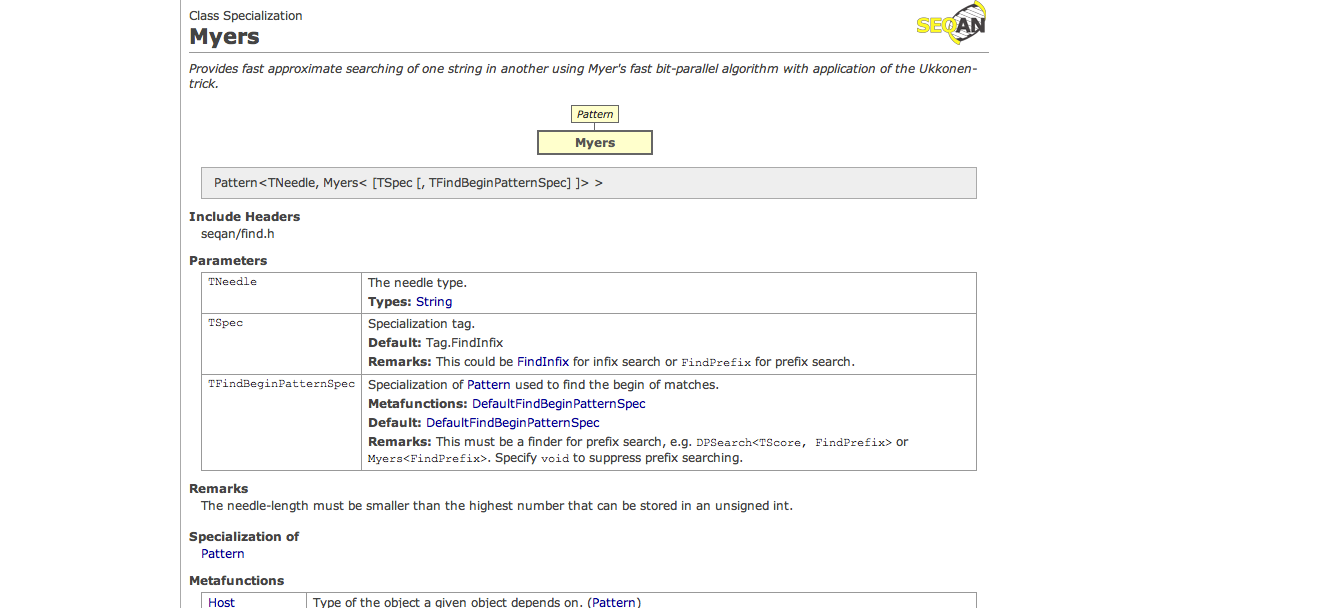 Class Specialization
SEQAN
Myers
Provides fast approximate searching of one string in another using Myer's fast bit-parallel algorithm with application of the Ukkonen-
trick.
Pattern
Myers
Pattern<TNeedle, Myers< [TSpec [, TFindBeginPatternSpec] ]> >
Include Headers
seqan/find.h
Parameters
TNeedle The needle type.
Types: String
TSpec Specialization tag.
Default: Tag.FindInfix
Remarks: This could be FindInfix for infix search or FindPrefix for prefix search.
TFindBeginPatternSpec Specialization of Pattern used to find the begin of matches.
Metafunctions: DefaultFindBeginPatternSpec
Default: DefaultFindBeginPatternSpec
Remarks: This must be a finder for prefix search, e.g. DPSearch<TScore, FindPrefix> or
Myers<FindPrefix>. Specify void to suppress prefix searching.
Remarks
The needle-length must be smaller than the highest number that can be stored in an unsigned int.
Specialization of
Pattern
Metafunctions
Host Type of the object a given object depends on. (Pattern)